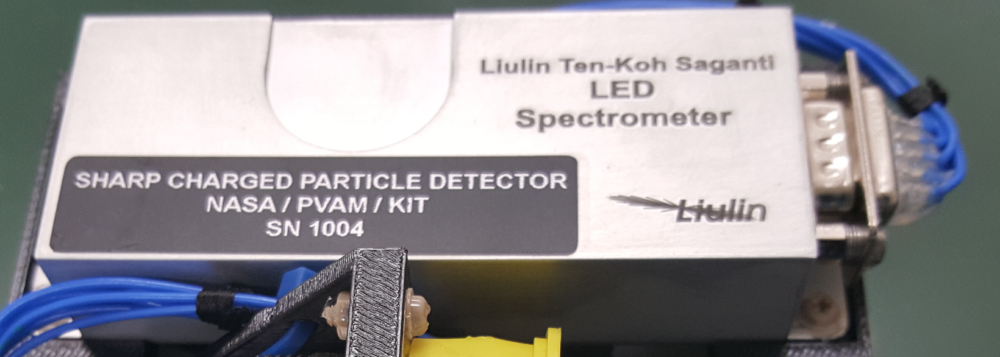 Liulin Ten-Koh Saganti
LED
Spectrometer
SHARP CHARGED PARTICLE DETECTOR
NASA / PVAM / KIT
SN 1004
Liulin